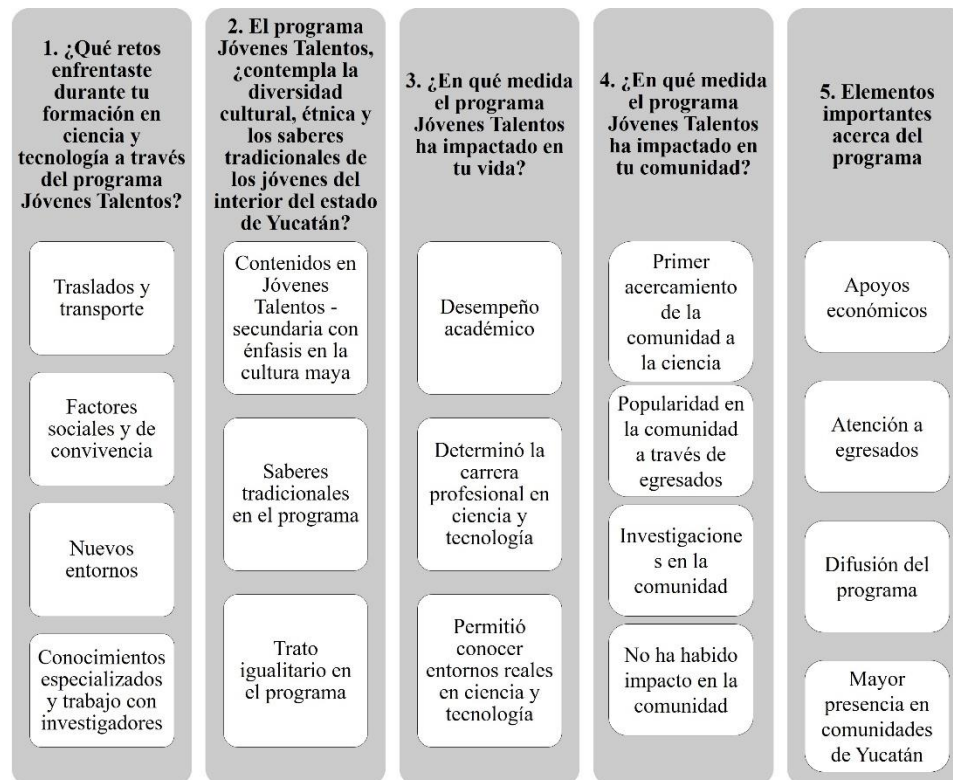 1. ¿Qué retos
enfrentaste
durante tu
formación en
ciencia y
tecnología a través
del programa
Jóvenes Talentos?
Traslados y
transporte
Factores
sociales y de
convivencia
Nuevos
entornos
Conocimientos
especializados
y trabajo con
investigadores
2. El programa
Jóvenes Talentos,
¿contempla la
diversidad
cultural, étnica y
los saberes
tradicionales de
los jóvenes del
interior del estado
de Yucatán?
Contenidos en
Jóvenes
Talentos -
secundaria con
énfasis en la
cultura maya
Saberes
tradicionales
en el programa
Trato
igualitario en
el programa
3. ¿En qué medida
el programa
Jóvenes Talentos
ha impactado en
tu vida?
Desempeño
académico
Determinó la
carrera
profesional en
ciencia y
tecnología
Permitió
conocer
entornos reales
en ciencia y
tecnología
4. ¿En qué medida
el programa
Jóvenes Talentos
ha impactado en
tu comunidad?
Primer
acercamiento
de la
comunidad a
la ciencia
Popularidad en
la comunidad
a través de
egresados
Investigacione
s en la
comunidad
No ha habido
impacto en la
comunidad
5. Elementos
importantes
acerca del
programa
Apoyos
económicos
Atención a
egresados
Difusión del
programa
Mayor
presencia en
comunidades
de Yucatán